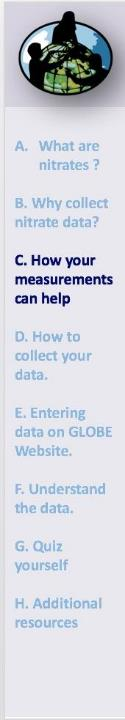 A. What are
nitrates ?
B. Why collect
nitrate data?
C. How your
measurements
can help
D. How to
collect your
data.
E. Entering
data on GLOBE
Website.
F. Understand
the data.
G. Quiz
yourself
H. Additional
resources